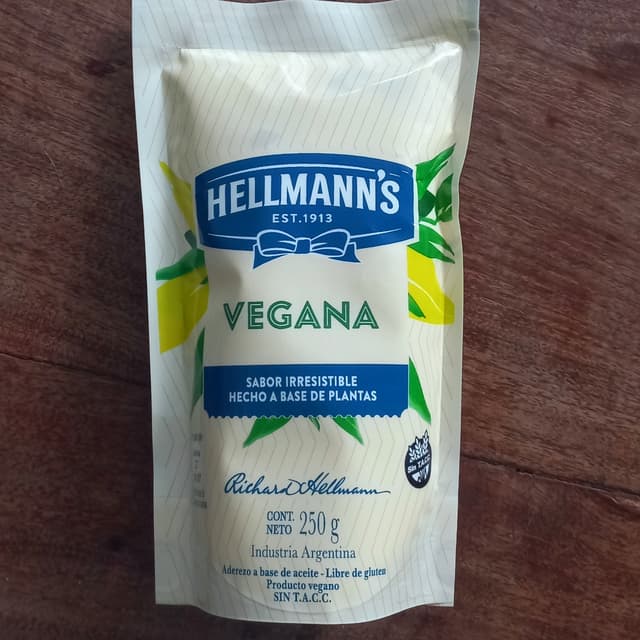 HELLMANN'S
EST.1913
VEGANA
SABOR IRRESISTIBLE
HECHO A BASE DE PLANTAS
Sin T.A.C.C.
Richard Hellmann
CONT. NETO 250 g
Industria Argentina
Aderezo a base de aceite - Libre de gluten
Producto vegano
SIN T.A.C.C.